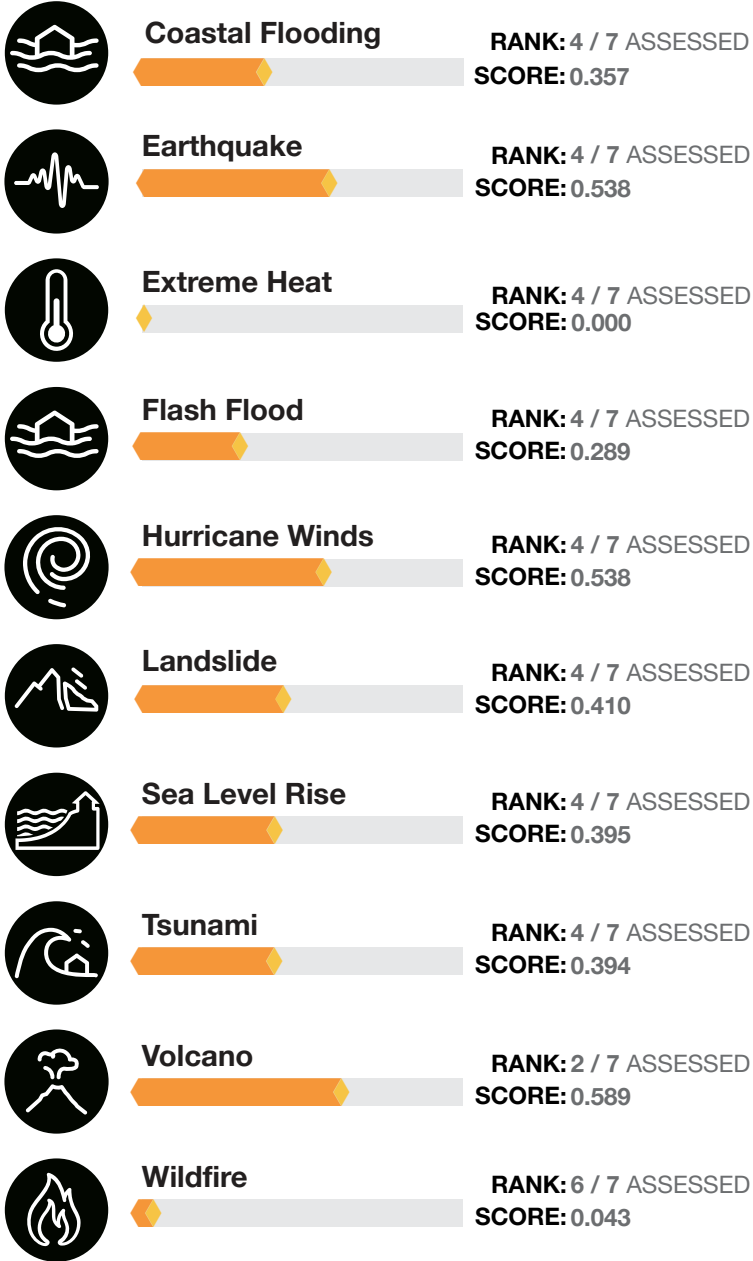 Coastal Flooding
RANK: 4 / 7 ASSESSED
SCORE: 0.357
Earthquake
RANK: 4 / 7 ASSESSED
SCORE: 0.538
Extreme Heat
RANK: 4 / 7 ASSESSED
SCORE: 0.000
Flash Flood
RANK: 4 / 7 ASSESSED
SCORE: 0.289
Hurricane Winds
RANK: 4 / 7 ASSESSED
SCORE: 0.538
Landslide
RANK: 4 / 7 ASSESSED
SCORE: 0.410
Sea Level Rise
RANK: 4 / 7 ASSESSED
SCORE: 0.395
Tsunami
RANK: 4 / 7 ASSESSED
SCORE: 0.394
Volcano
RANK: 2 / 7 ASSESSED
SCORE: 0.589
Wildfire
RANK: 6 / 7 ASSESSED
SCORE: 0.043